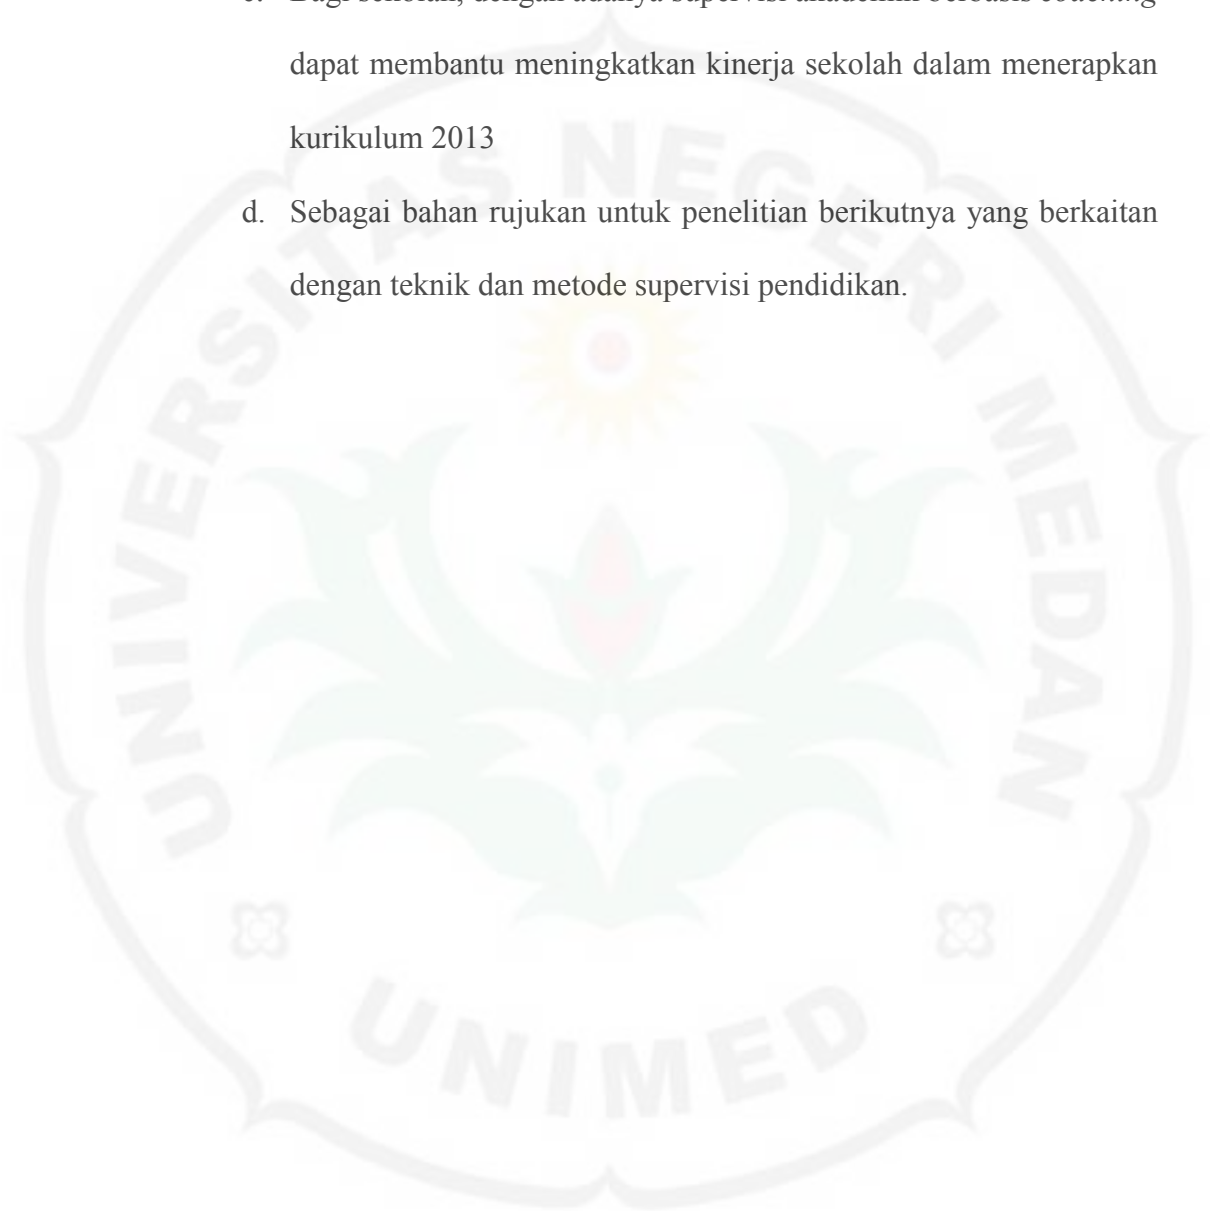 c. Bagi sekolah, dengan adanya supervisi akademik berbasis coaching
dapat membantu meningkatkan kinerja sekolah dalam menerapkan
kurikulum 2013
d. Sebagai bahan rujukan untuk penelitian berikutnya yang berkaitan
dengan teknik dan metode supervisi pendidikan.
UNIVERSITAS NEGERI MEDAN
UNIMED